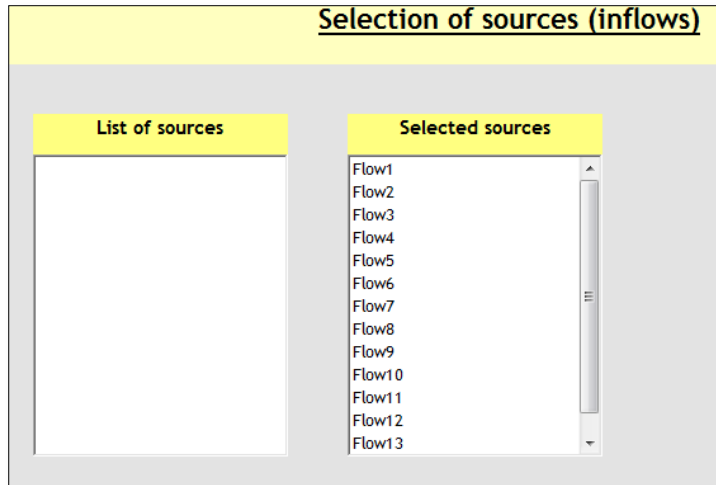 Selection of sources (inflows)
List of sources
Selected sources
Flow1
Flow2
Flow3
Flow4
Flow5
Flow6
Flow7
Flow8
Flow9
Flow10
Flow11
Flow12
Flow13